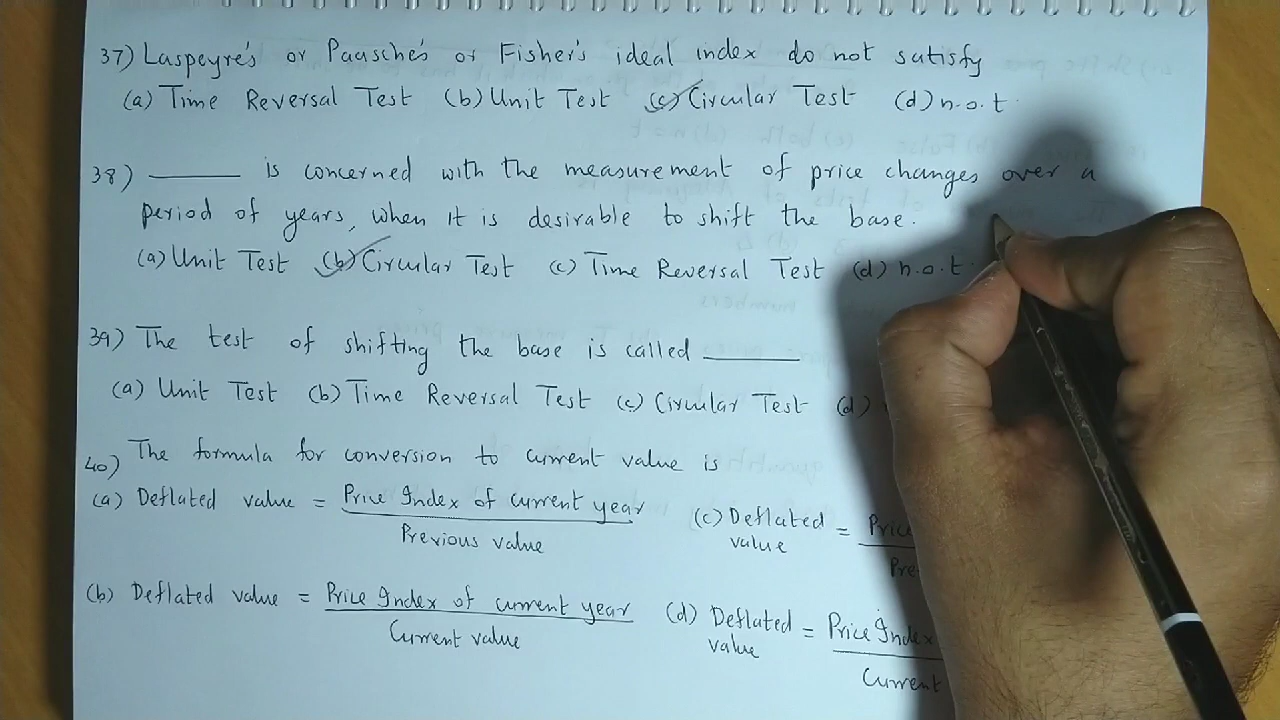 37) Laspeyre's or Paasche's or Fisher's ideal index do not satisfy
(a) Time Reversal Test (b) Unit Test (c) Circular Test (d) n.o.t.
38) ______ is concerned with the measurement of price changes over a
period of years, when it is desirable to shift the base.
(a) Unit Test (b) Circular Test (c) Time Reversal Test (d) n.o.t.
39) The test of shifting the base is called ______
(a) Unit Test (b) Time Reversal Test (c) Circular Test (d)
40) The formula for conversion to current value is
(a) Deflated value = Price Index of current year
Previous value
(c) Deflated value =
(b) Deflated value = Price Index of current year
Current value
(d) Deflated value = Price Index
Current